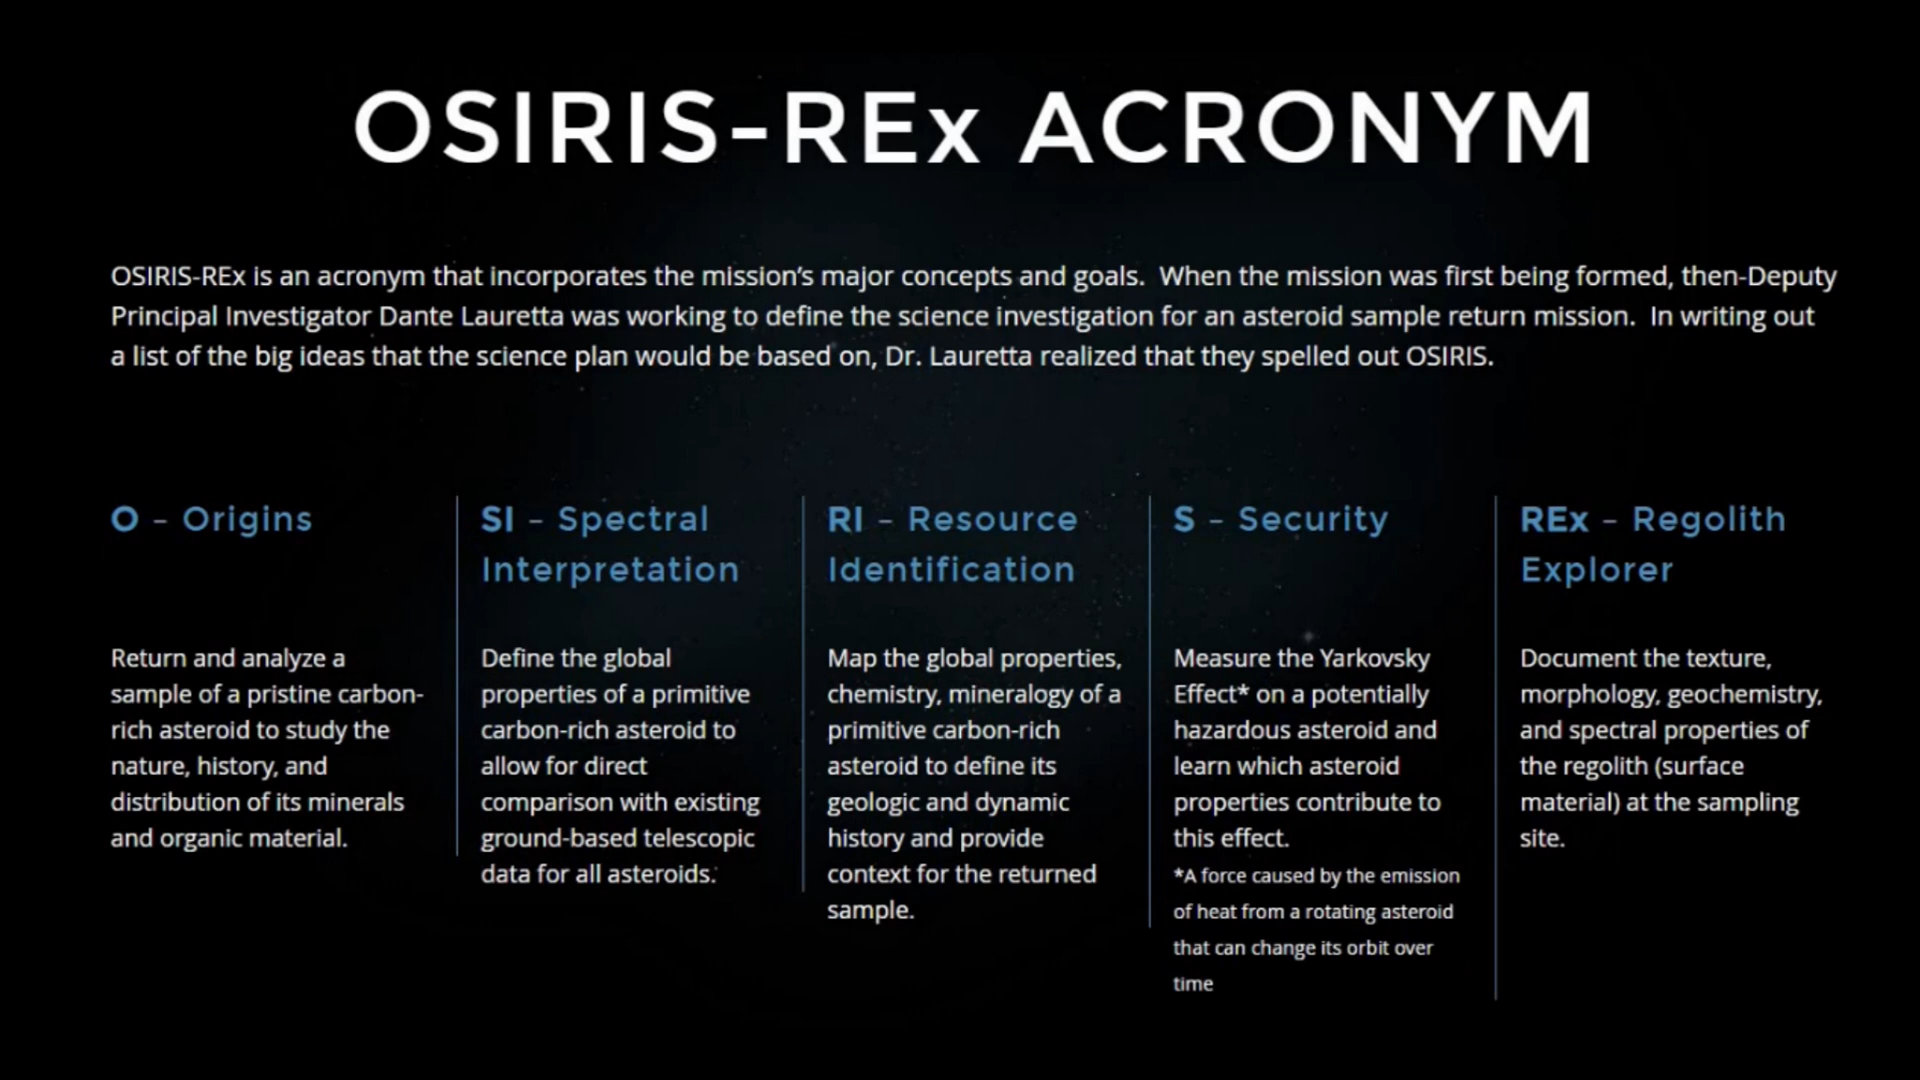 OSIRIS-REx ACRONYM
OSIRIS-REx is an acronym that incorporates the mission's major concepts and goals. When the mission was first being formed, then-Deputy
Principal Investigator Dante Lauretta was working to define the science investigation for an asteroid sample return mission. In writing out
a list of the big ideas that the science plan would be based on, Dr. Lauretta realized that they spelled out OSIRIS.
O – Origins
Return and analyze a
sample of a pristine carbon-
rich asteroid to study the
nature, history, and
distribution of its minerals
and organic material.
SI – Spectral
Interpretation
Define the global
properties of a primitive
carbon-rich asteroid to
allow for direct
comparison with existing
ground-based telescopic
data for all asteroids.
RI – Resource
Identification
Map the global properties,
chemistry, mineralogy of a
primitive carbon-rich
asteroid to define its
geologic and dynamic
history and provide
context for the returned
sample.
S – Security
Measure the Yarkovsky
Effect* on a potentially
hazardous asteroid and
learn which asteroid
properties contribute to
this effect.
*A force caused by the emission
of heat from a rotating asteroid
that can change its orbit over
time
REx – Regolith
Explorer
Document the texture,
morphology, geochemistry,
and spectral properties of
the regolith (surface
material) at the sampling
site.